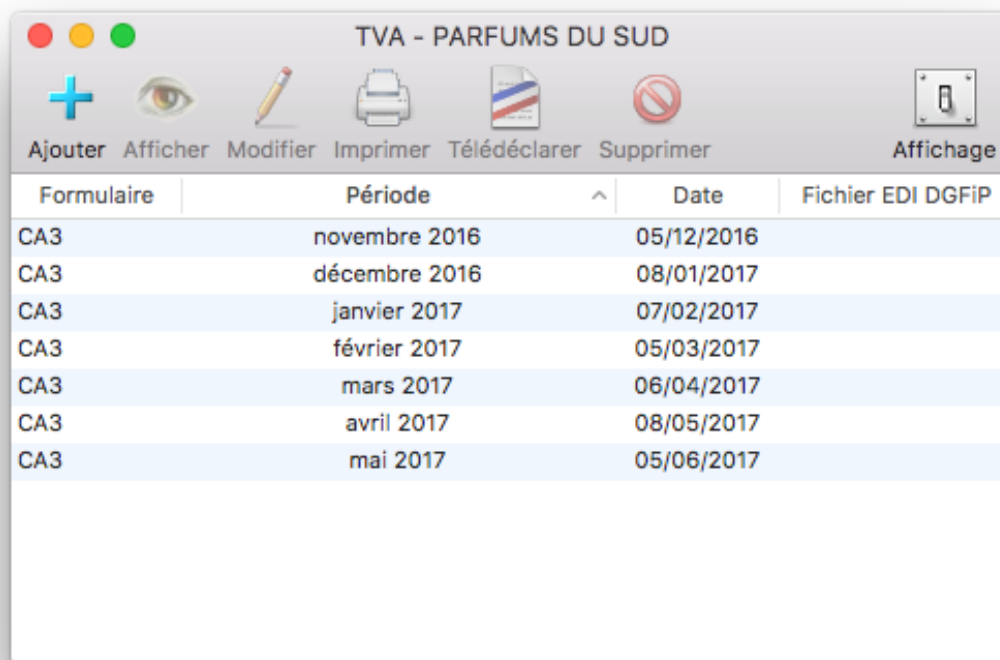 TVA - PARFUMS DU SUD
Ajouter Afficher Modifier Imprimer Télédéclarer Supprimer Affichage
Formulaire Période Date Fichier EDI DGFiP
CA3 novembre 2016 05/12/2016
CA3 décembre 2016 08/01/2017
CA3 janvier 2017 07/02/2017
CA3 février 2017 05/03/2017
CA3 mars 2017 06/04/2017
CA3 avril 2017 08/05/2017
CA3 mai 2017 05/06/2017